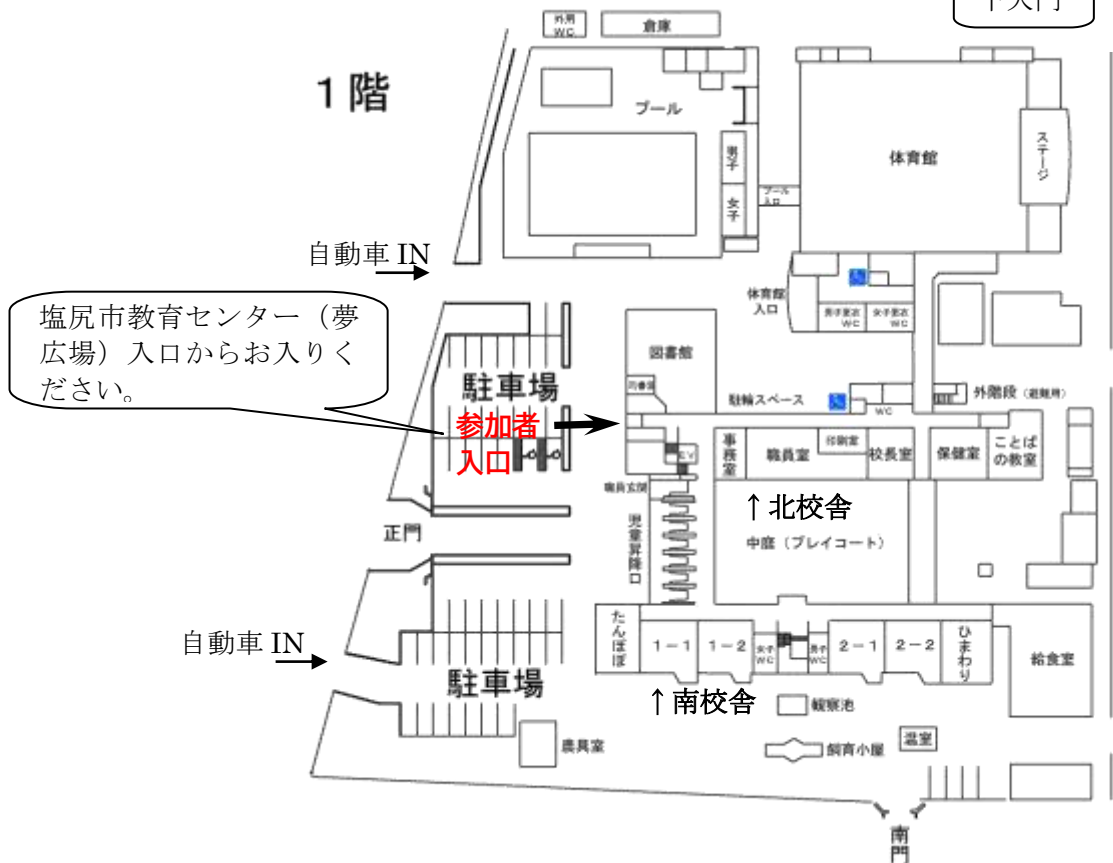 外用
WC
倉庫
1階
プール
男子
女子
プール
入口
体育館
ステージ
自動車 IN
体育館
入口
男子更衣
WC
女子更衣
WC
塩尻市教育センター（夢
広場）入口からお入りく
ださい。
駐車場
参加者
入口
図書館
駐輪スペース
WC
外階段（避難用）
事務室
職員室
印刷室
校長室
保健室
ことば
の教室
EV
職員玄関
↑北校舎
正門
児童昇降口
中庭（プレイコート）
自動車 IN
駐車場
たんぽぽ
1－1
1－2
女子
WC
男子
WC
2－1
2－2
ひまわり
給食室
↑南校舎
観察池
農具室
飼育小屋
温室
南門